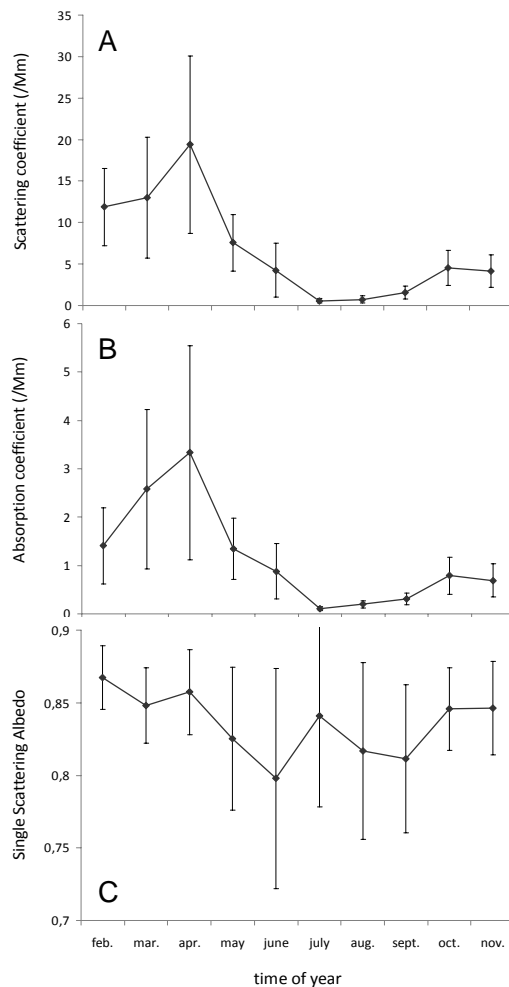 A
Scattering coefficient (/Mm)
35
30
25
20
15
10
5
0
B
Absorption coefficient (/Mm)
6
5
4
3
2
1
0
C
Single Scattering Albedo
0,9
0,85
0,8
0,75
0,7
feb. mar. apr. may june july aug. sept. oct. nov.
time of year